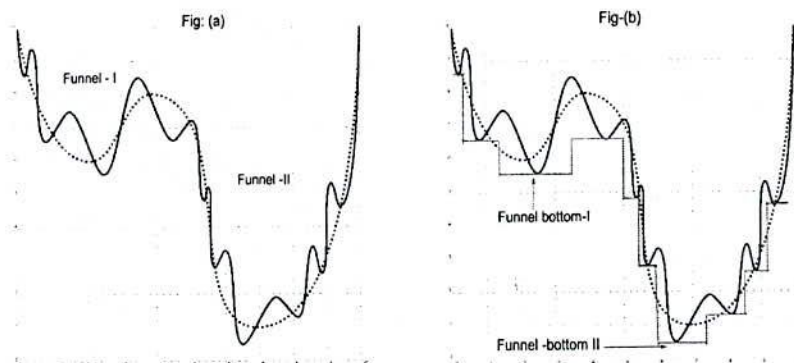 Fig: (a)
Funnel - I
Funnel -II
Fig-(b)
Funnel bottom-I
Funnel -bottom II